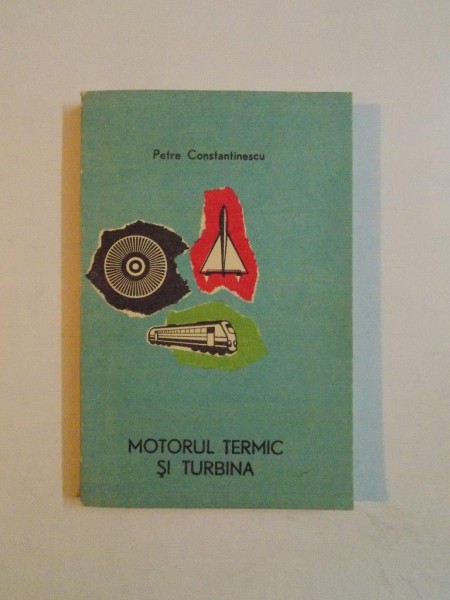 Petre Constantinescu
MOTORUL TERMIC
ŞI TURBINA